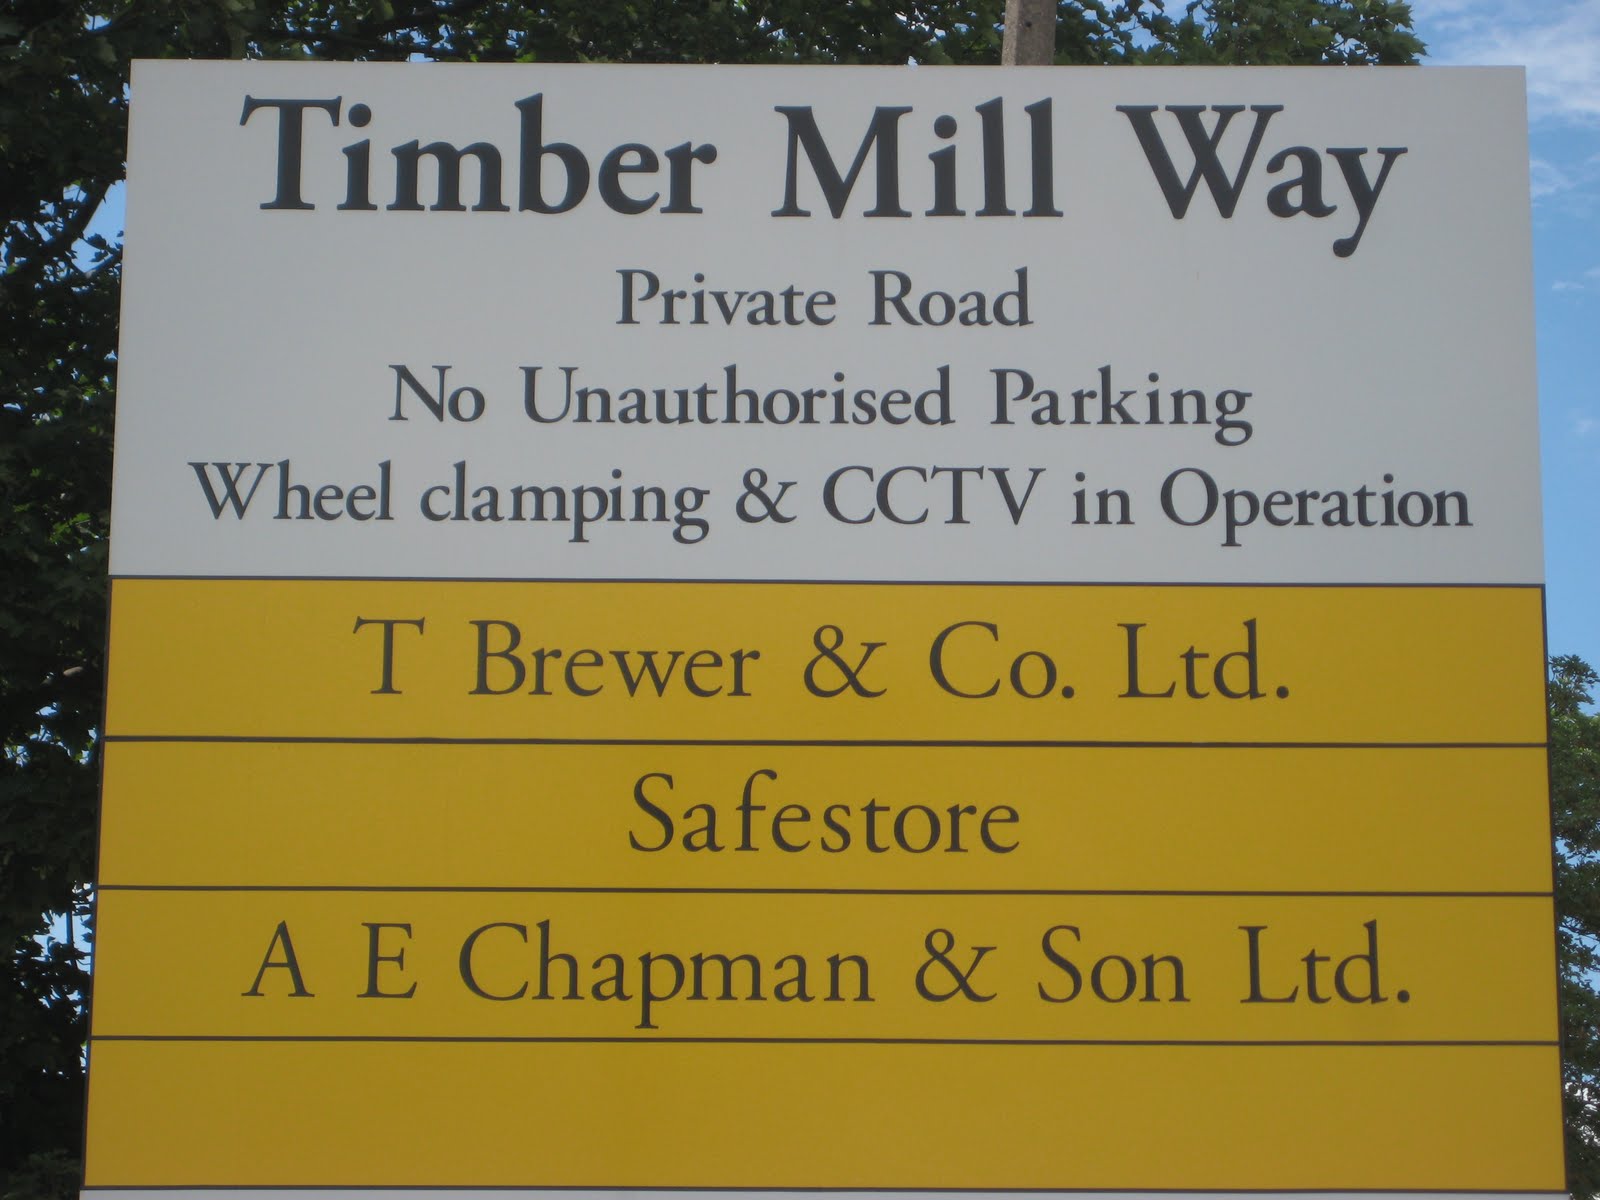 Timber Mill Way
Private Road
No Unauthorised Parking
Wheel clamping & CCTV in Operation
T Brewer & Co. Ltd.
Safestore
A E Chapman & Son Ltd.